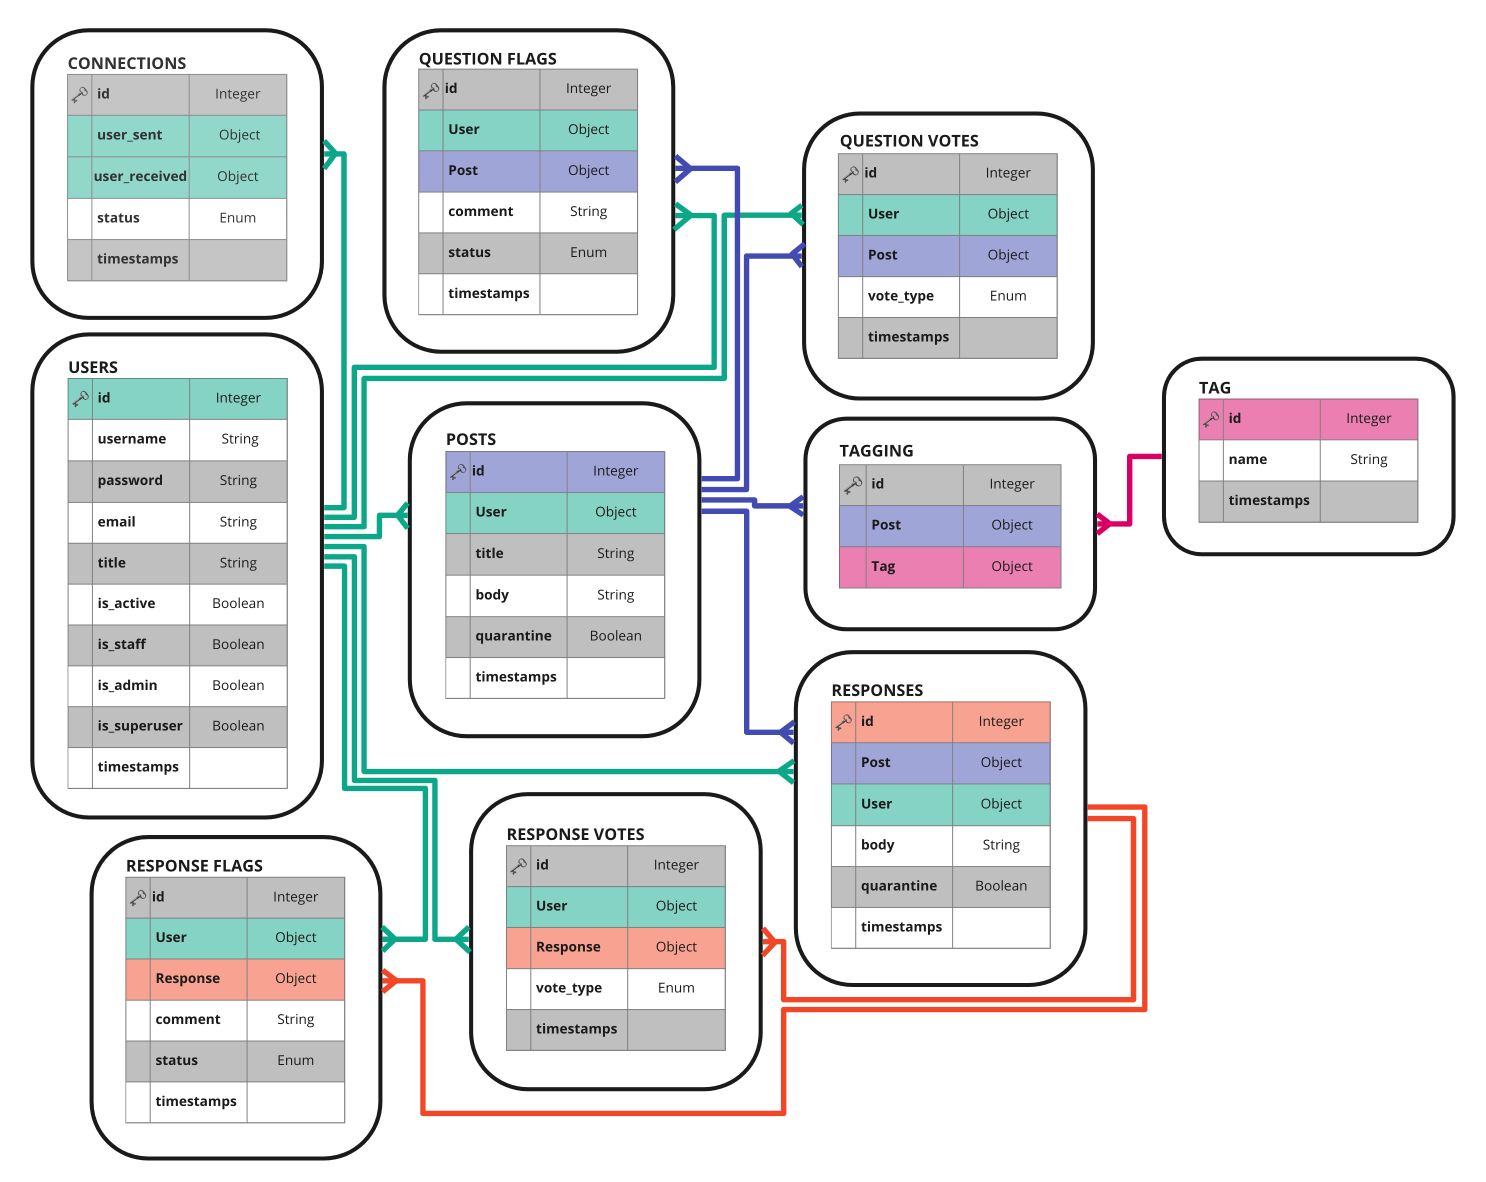 CONNECTIONS
id Integer
user_sent Object
user_received Object
status Enum
timestamps
QUESTION FLAGS
id Integer
User Object
Post Object
comment String
status Enum
timestamps
QUESTION VOTES
id Integer
User Object
Post Object
vote_type Enum
timestamps
USERS
id Integer
username String
password String
email String
title String
is_active Boolean
is_staff Boolean
is_admin Boolean
is_superuser Boolean
timestamps
POSTS
id Integer
User Object
title String
body String
quarantine Boolean
timestamps
TAGGING
id Integer
Post Object
Tag Object
TAG
id Integer
name String
timestamps
RESPONSES
id Integer
Post Object
User Object
body String
quarantine Boolean
timestamps
RESPONSE FLAGS
id Integer
User Object
Response Object
comment String
status Enum
timestamps
RESPONSE VOTES
id Integer
User Object
Response Object
vote_type Enum
timestamps